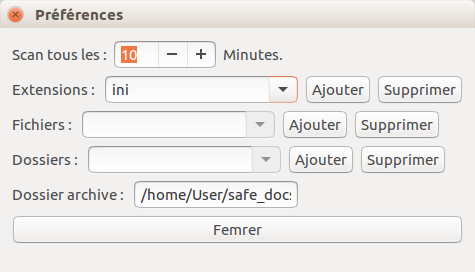 Préférences
Scan tous les : 10 − + Minutes.
Extensions : ini Ajouter Supprimer
Fichiers : Ajouter Supprimer
Dossiers : Ajouter Supprimer
Dossier archive : /home/User/safe_docs
Femrer